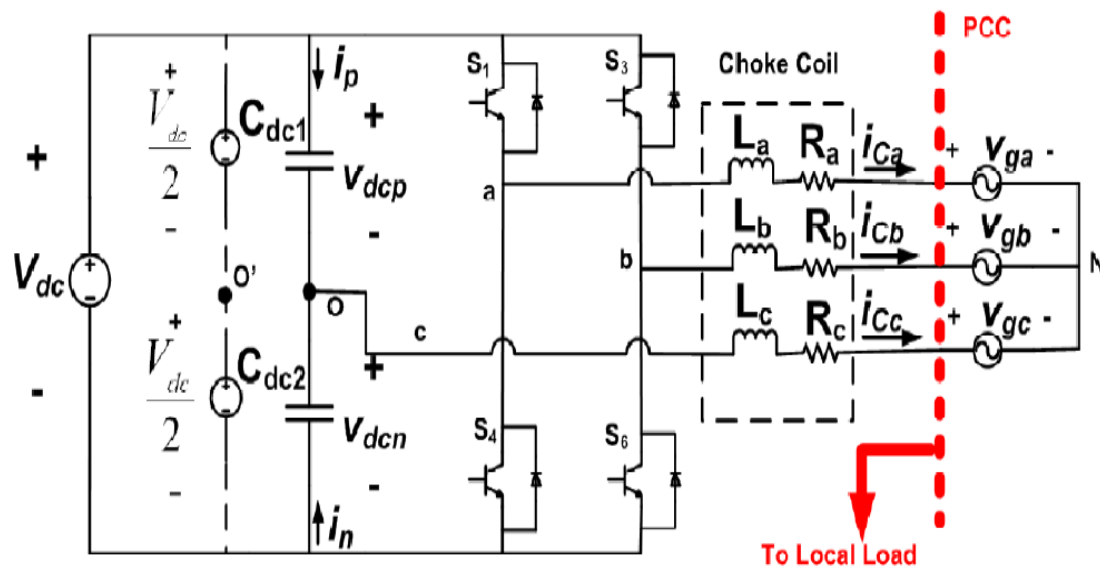 PCC
i_p
S_1
S_3
Choke Coil
+
V_dc
2
-
C_dc1
+
v_dcp
-
L_a
R_a
i_Ca
+
v_ga
-
a
+
V_dc
-
O'
O
L_b
R_b
i_Cb
+
v_gb
-
b
N
c
L_c
R_c
i_Cc
+
v_gc
-
+
V_dc
2
-
C_dc2
+
v_dcn
-
S_4
S_6
i_n
To Local Load